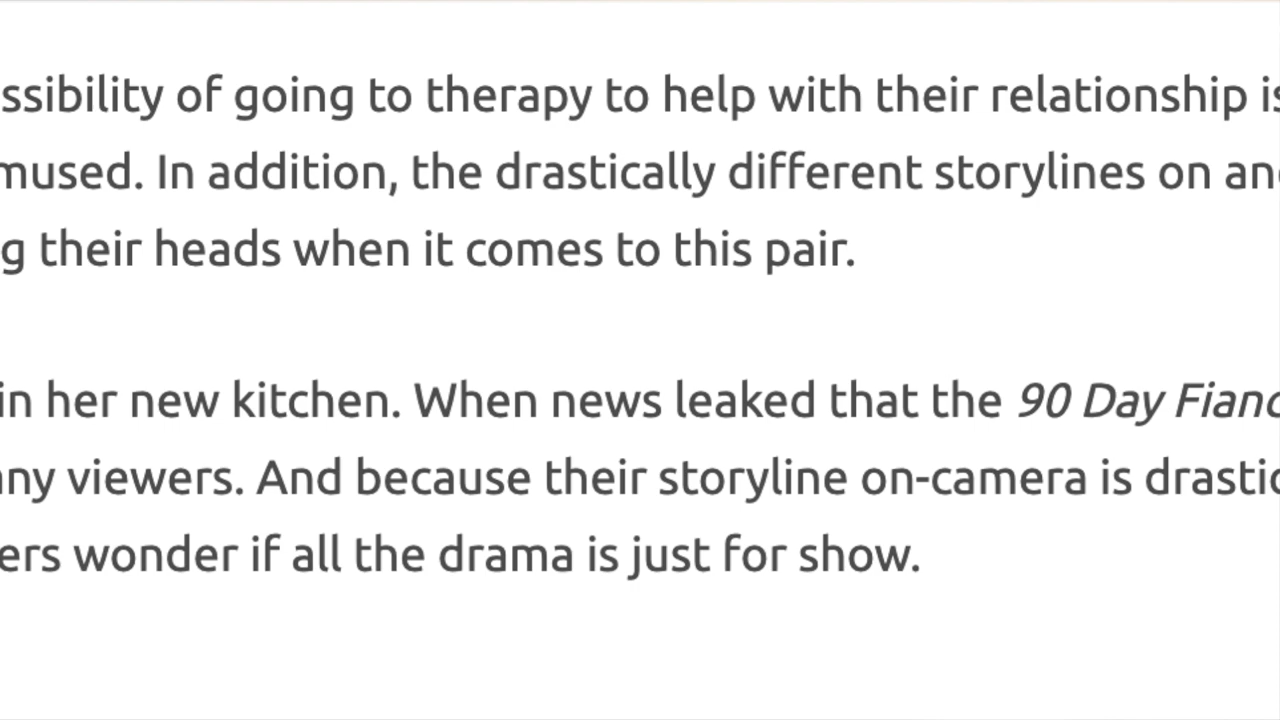 ssibility of going to therapy to help with their relationship is
mused. In addition, the drastically different storylines on and
g their heads when it comes to this pair.
in her new kitchen. When news leaked that the 90 Day Fianc
ny viewers. And because their storyline on-camera is drastic
ers wonder if all the drama is just for show.